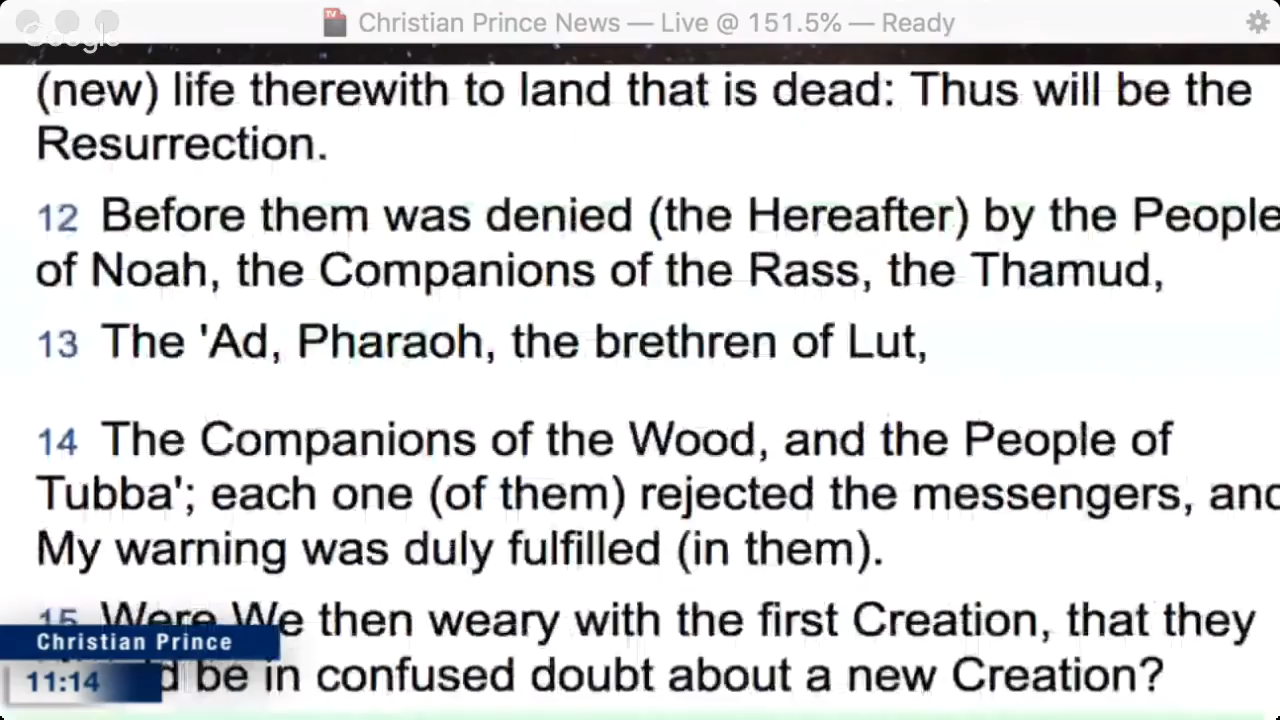 Christian Prince News — Live @ 151.5% — Ready
Google
(new) life therewith to land that is dead: Thus will be the
Resurrection.
12 Before them was denied (the Hereafter) by the People
of Noah, the Companions of the Rass, the Thamud,
13 The 'Ad, Pharaoh, the brethren of Lut,
14 The Companions of the Wood, and the People of
Tubba'; each one (of them) rejected the messengers, and
My warning was duly fulfilled (in them).
15 Were We then weary with the first Creation, that they
be in confused doubt about a new Creation?
Christian Prince
11:14